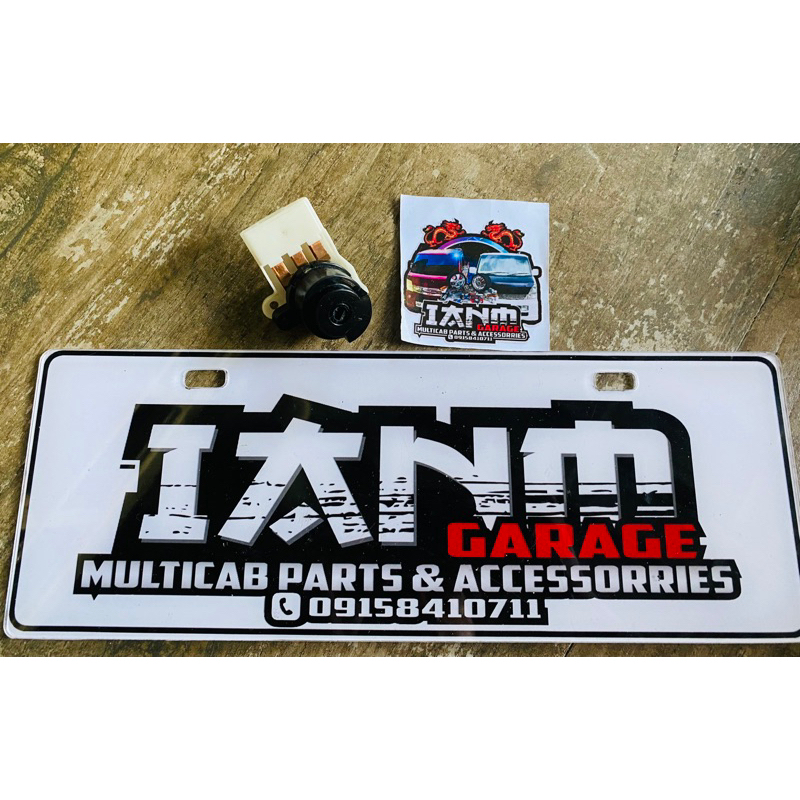 IANM
GARAGE
MULTICAB PARTS & ACCESSORRIES
09158410711
IANM
GARAGE
MULTICAB PARTS & ACCESSORRIES
09158410711